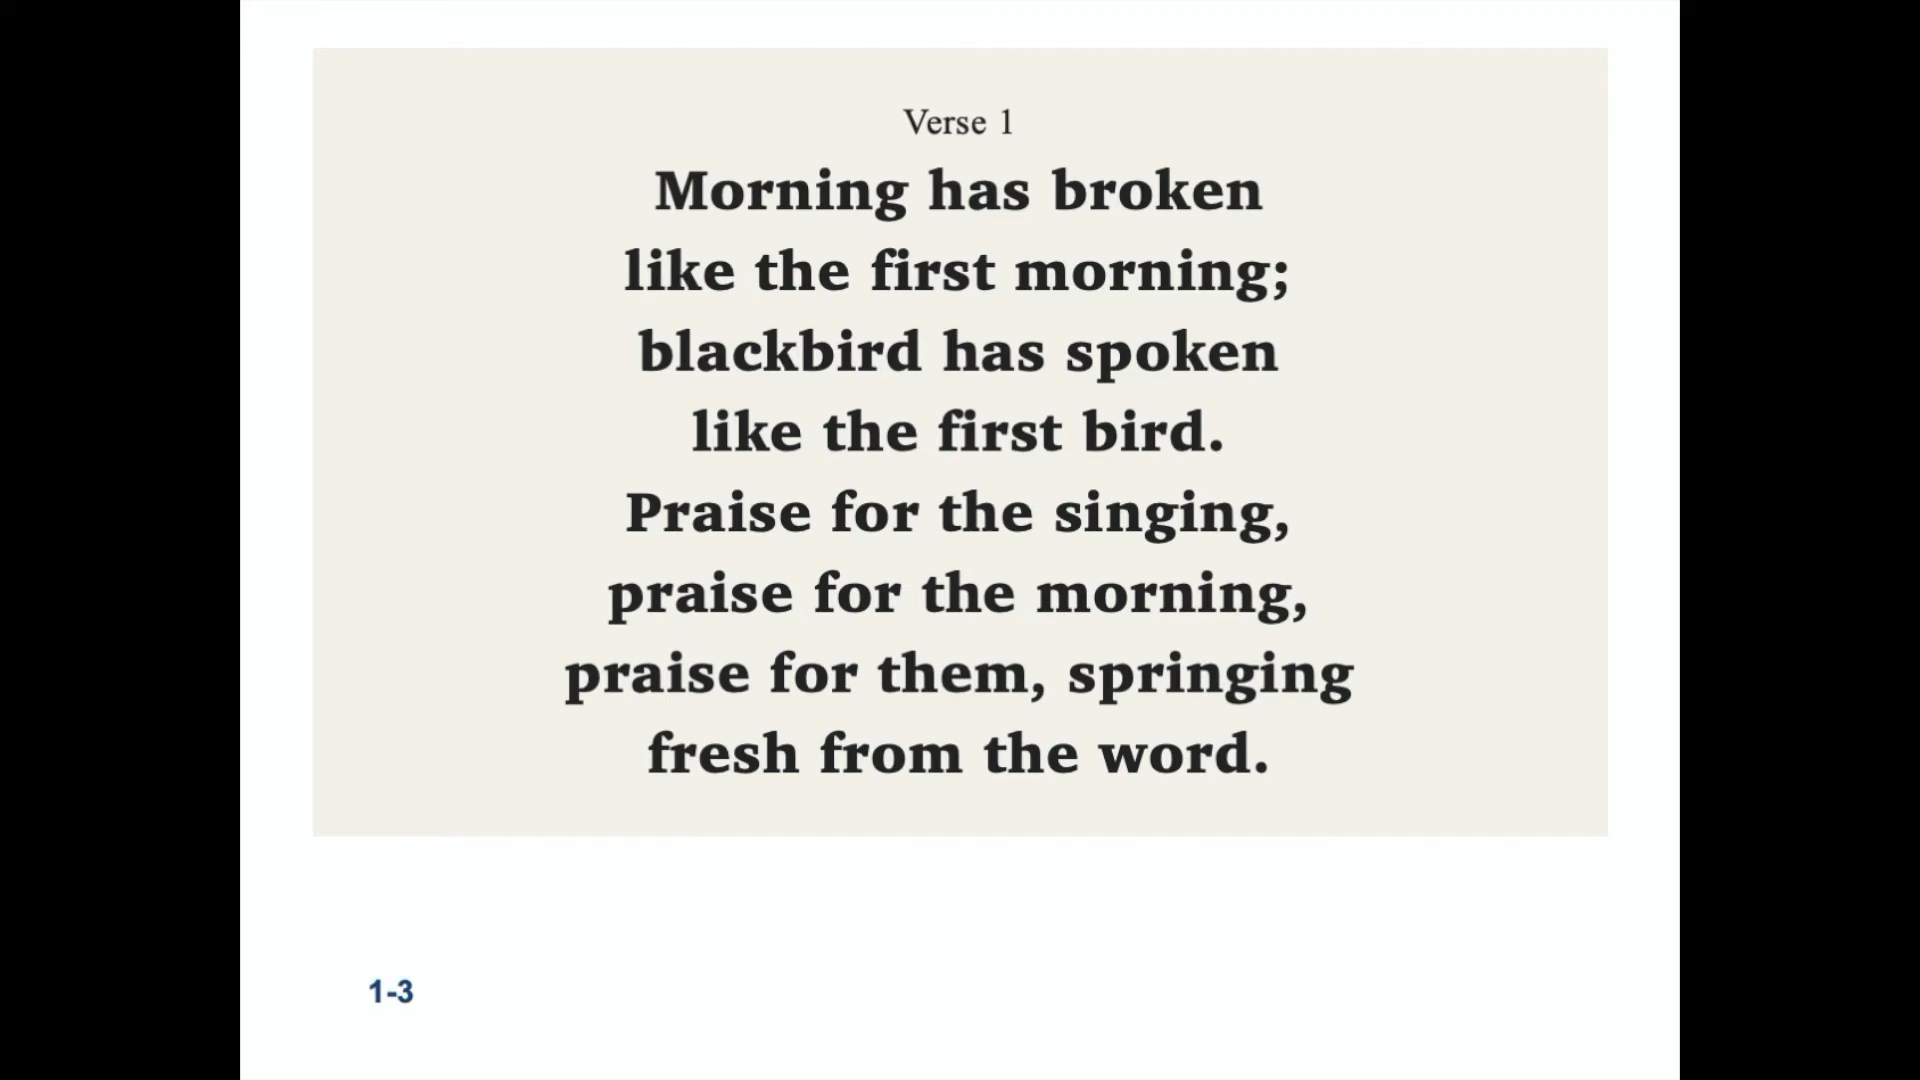 Verse 1
Morning has broken
like the first morning;
blackbird has spoken
like the first bird.
Praise for the singing,
praise for the morning,
praise for them, springing
fresh from the word.
1-3